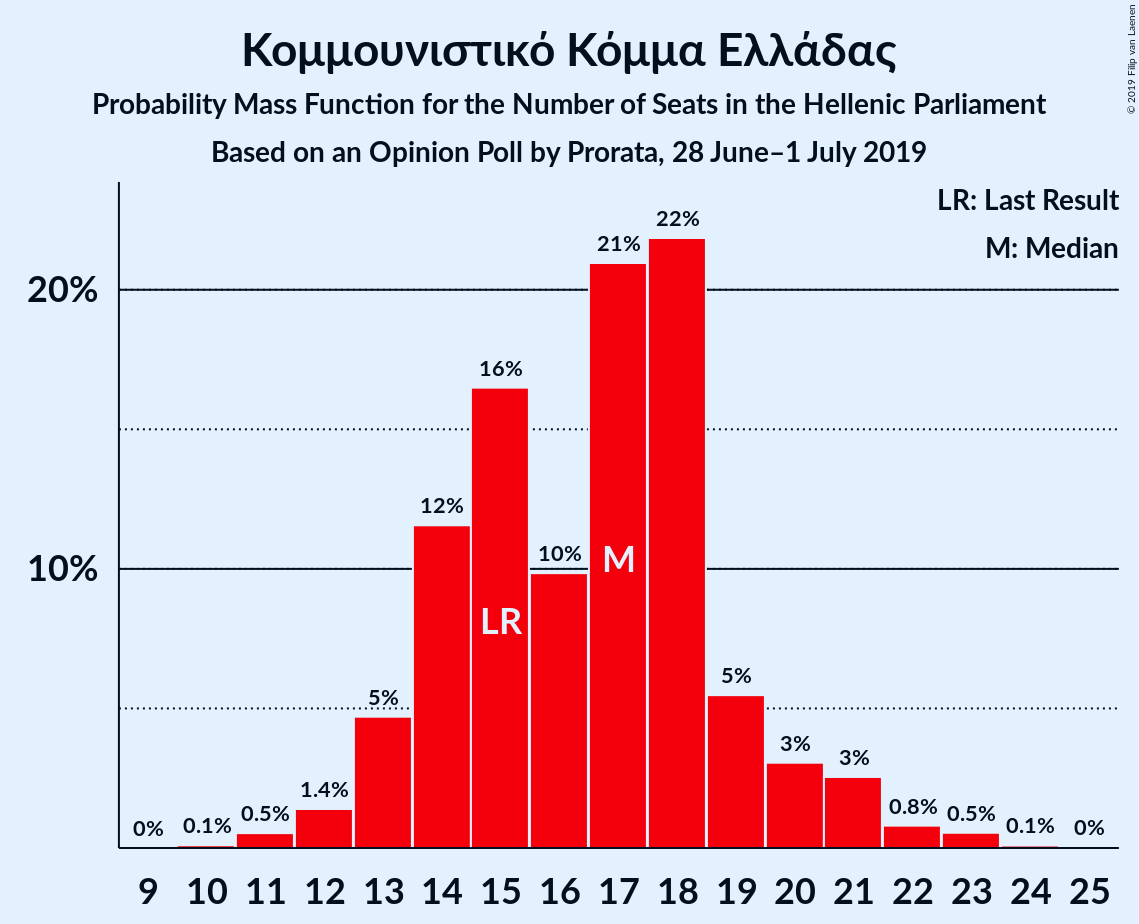 Κομμουνιστικό Κόμμα Ελλάδας
Probability Mass Function for the Number of Seats in the Hellenic Parliament
Based on an Opinion Poll by Prorata, 28 June–1 July 2019
© 2019 Filip van Laenen
LR: Last Result
M: Median
20%
10%
0%
0.1%
0.5%
1.4%
5%
12%
16%
10%
21%
22%
5%
3%
3%
0.8%
0.5%
0.1%
0%
LR
M
9 10 11 12 13 14 15 16 17 18 19 20 21 22 23 24 25